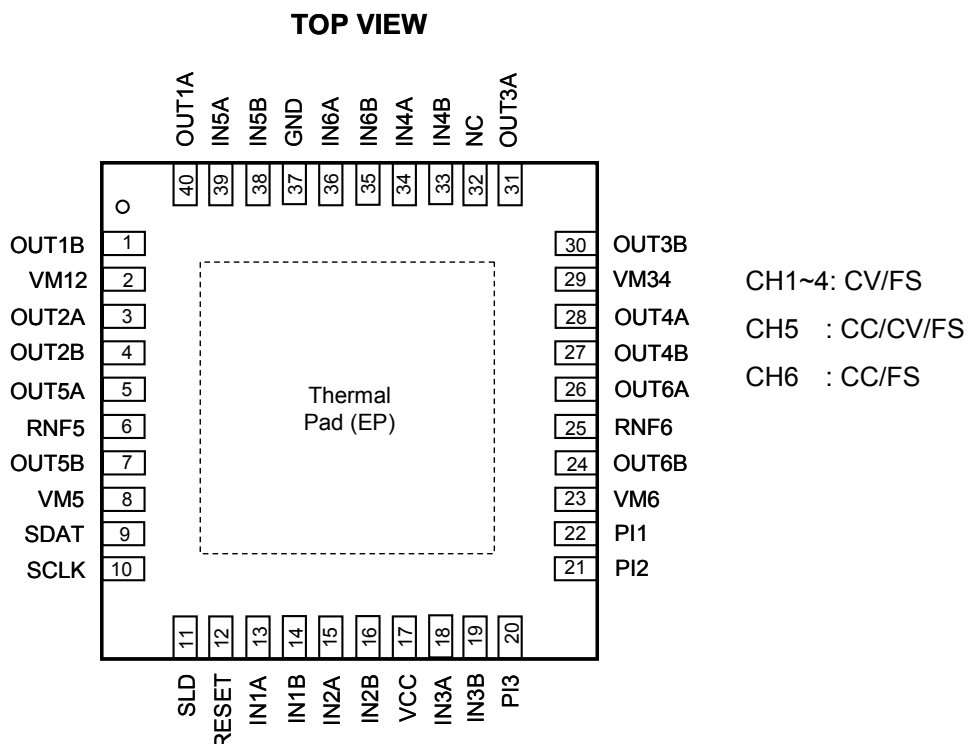 TOP VIEW
OUT1A
IN5A
IN5B
GND
IN6A
IN6B
IN4A
IN4B
NC
OUT3A
40
39
38
37
36
35
34
33
32
31
OUT1B 1
VM12 2
OUT2A 3
OUT2B 4
OUT5A 5
RNF5 6
OUT5B 7
VM5 8
SDAT 9
SCLK 10
Thermal
Pad (EP)
30 OUT3B
29 VM34
28 OUT4A
27 OUT4B
26 OUT6A
25 RNF6
24 OUT6B
23 VM6
22 PI1
21 PI2
CH1~4: CV/FS
CH5 : CC/CV/FS
CH6 : CC/FS
11
12
13
14
15
16
17
18
19
20
SLD
RESET
IN1A
IN1B
IN2A
IN2B
VCC
IN3A
IN3B
PI3